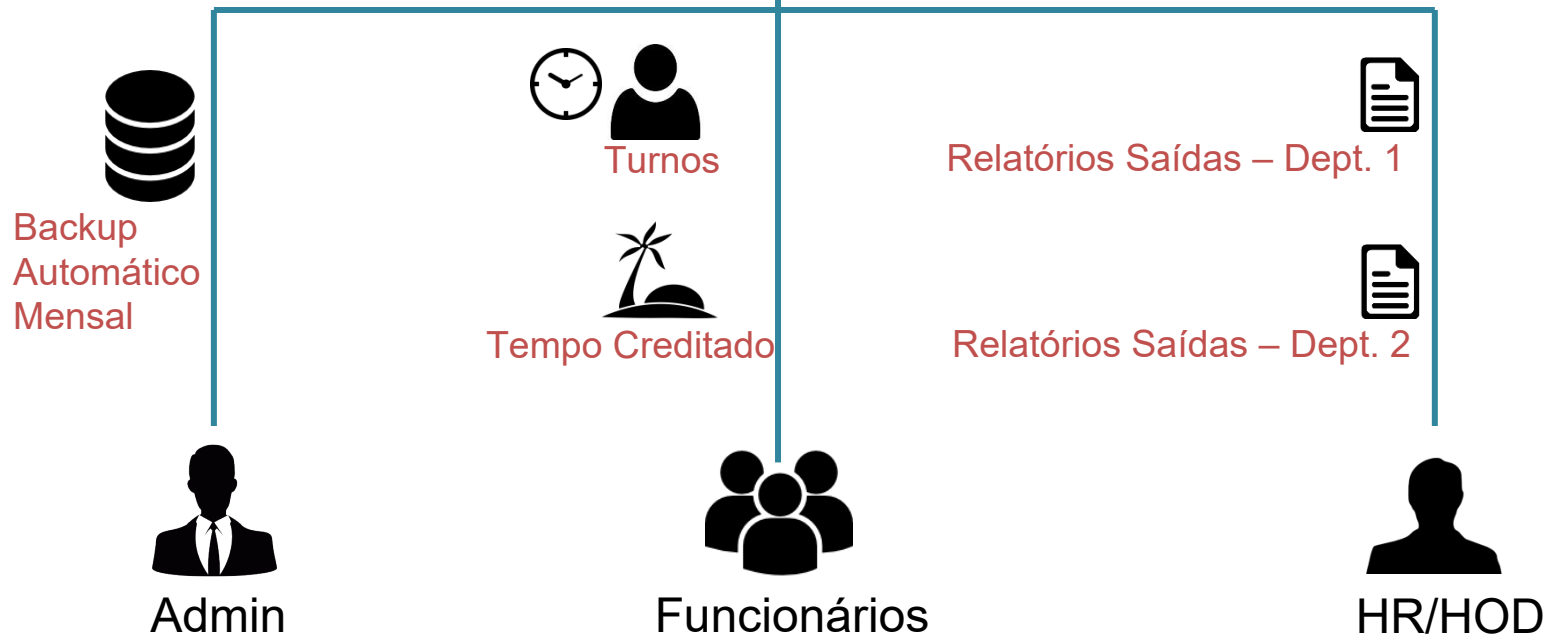 Turnos
Relatórios Saídas – Dept. 1
Backup
Automático
Mensal
Tempo Creditado
Relatórios Saídas – Dept. 2
Admin
Funcionários
HR/HOD